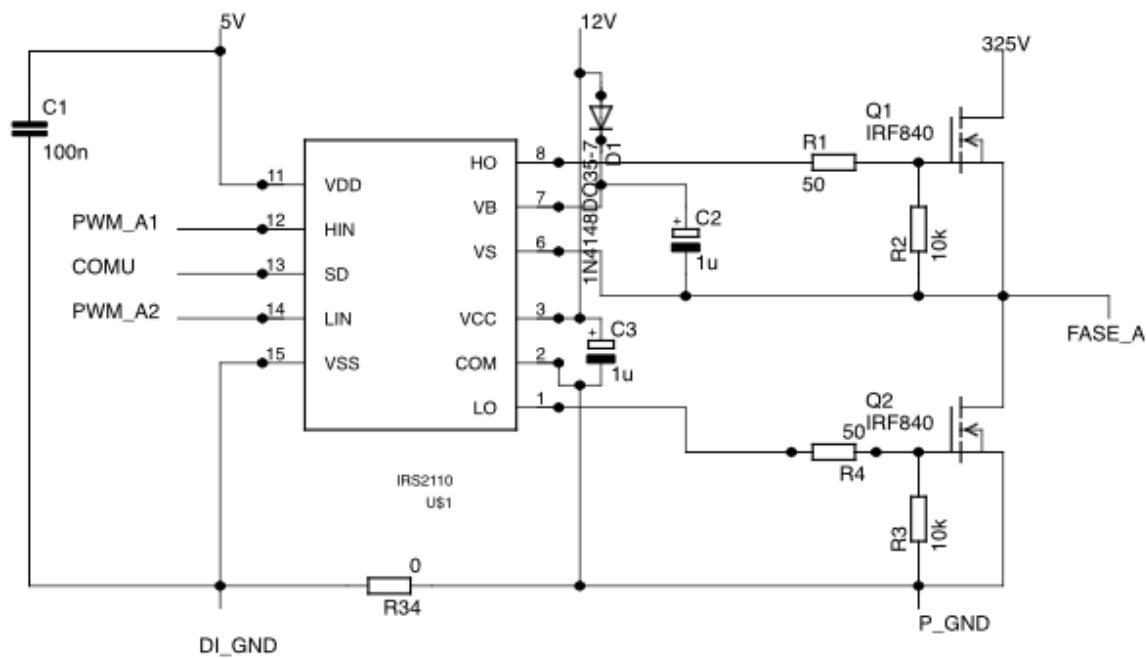 5V
12V
325V
C1
100n
Q1
IRF840
R1
50
1N4148DO35-7
D1
11
VDD
HO
8
PWM_A1
12
HIN
VB
7
COMU
13
SD
VS
6
PWM_A2
14
LIN
VCC
3
15
VSS
COM
2
LO
1
+
C2
1u
R2
10k
+
C3
1u
FASE_A
Q2
IRF840
50
R4
IRS2110
U$1
R3
10k
0
R34
DI_GND
P_GND